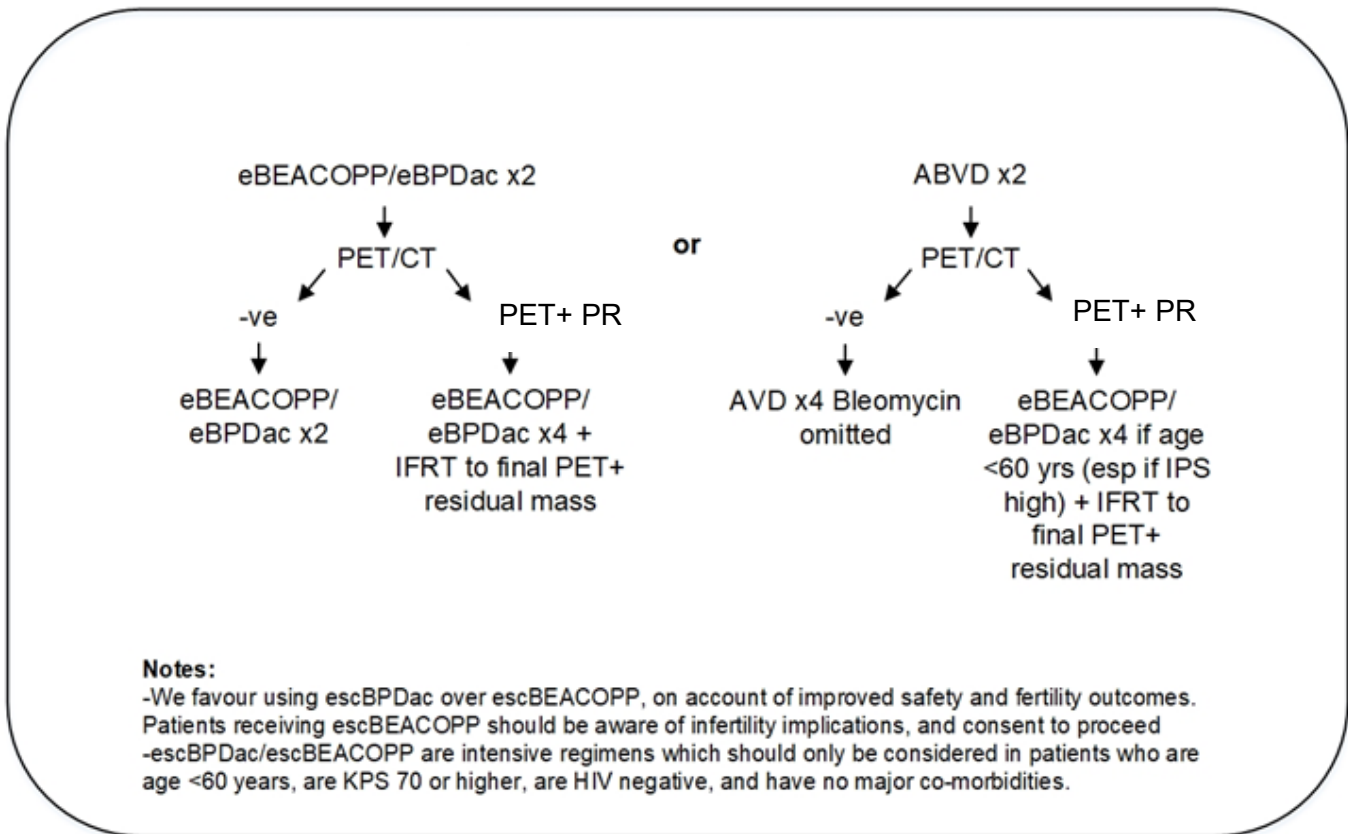 eBEACOPP/eBPDac x2
PET/CT
-ve
PET+ PR
eBEACOPP/
eBPDac x2
eBEACOPP/
eBPDac x4 +
IFRT to final PET+
residual mass
or
ABVD x2
PET/CT
-ve
PET+ PR
AVD x4 Bleomycin
omitted
eBEACOPP/
eBPDac x4 if age
<60 yrs (esp if IPS
high) + IFRT to
final PET+
residual mass
Notes:
-We favour using escBPDac over escBEACOPP, on account of improved safety and fertility outcomes.
Patients receiving escBEACOPP should be aware of infertility implications, and consent to proceed
-escBPDac/escBEACOPP are intensive regimens which should only be considered in patients who are
age <60 years, are KPS 70 or higher, are HIV negative, and have no major co-morbidities.